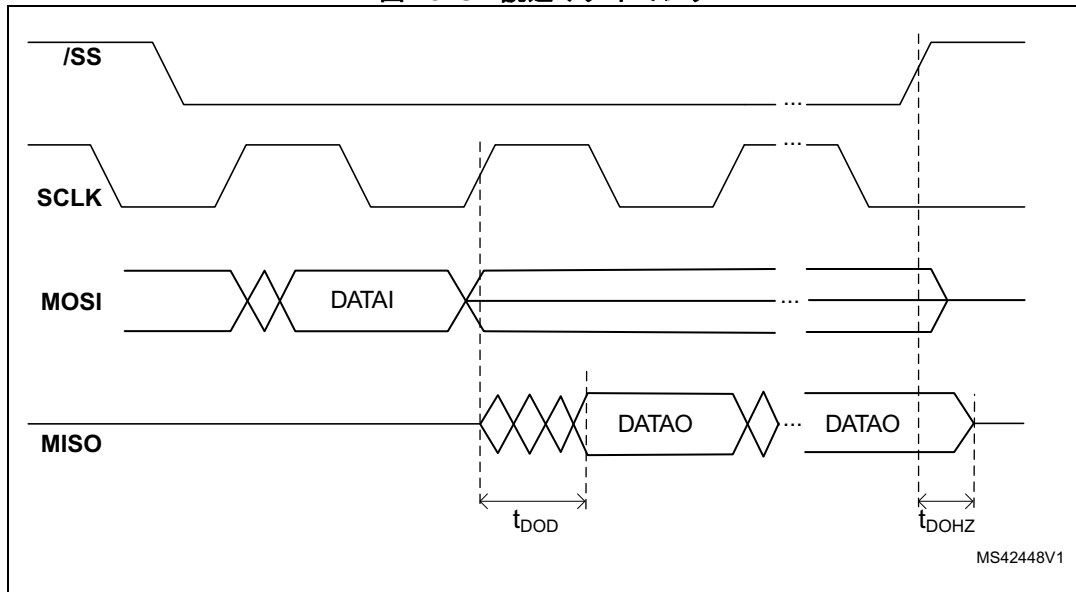 /SS
...
SCLK
...
MOSI
DATAI
...
MISO
DATAO
...
DATAO
tDOD
tDOHZ
MS42448V1